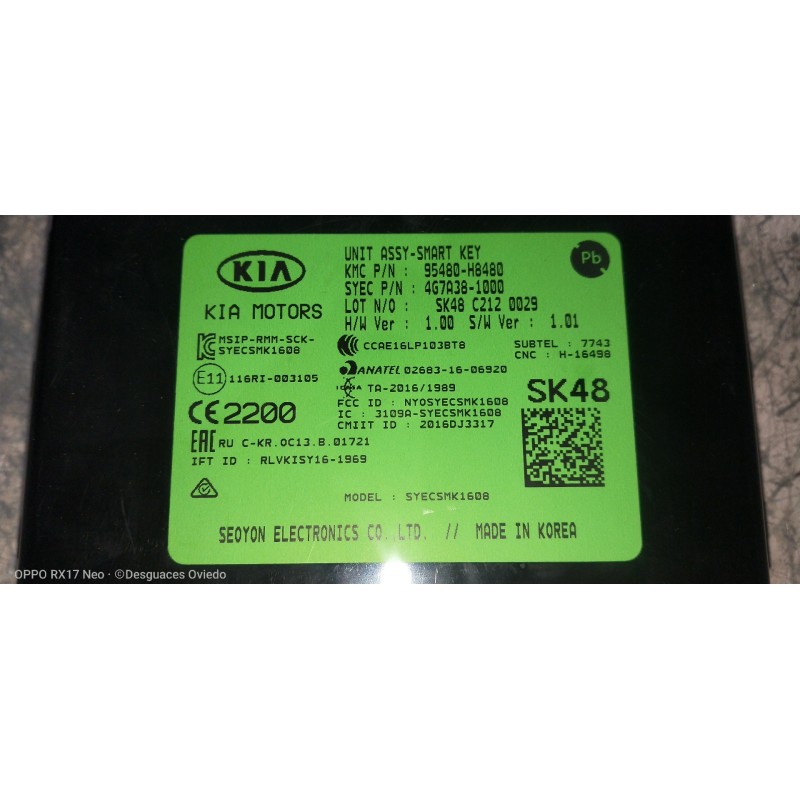 KIA
KIA MOTORS
UNIT ASSY-SMART KEY
KMC P/N : 95480-H8480
SYEC P/N : 4G7A38-1000
LOT N/O : SK48 C212 0029
H/W Ver : 1.00 S/W Ver : 1.01
Pb
MSIP-RMM-SCK-
SYECSMK1608
CCAE16LP103BT8
SUBTEL : 7743
CNC : H-16498
E11 116RI-003105
ANATEL 02683-16-06920
TA-2016/1989
SK48
CE2200
FCC ID : NYOSYECSMK1608
IC : 3109A-SYECSMK1608
CMIIT ID : 2016DJ3317
EAC RU C-KR.OC13.B.01721
IFT ID : RLVKISY16-1969
MODEL : SYECSMK1608
SEOYON ELECTRONICS CO.,LTD. // MADE IN KOREA
OPPO RX17 Neo · ©Desguaces Oviedo